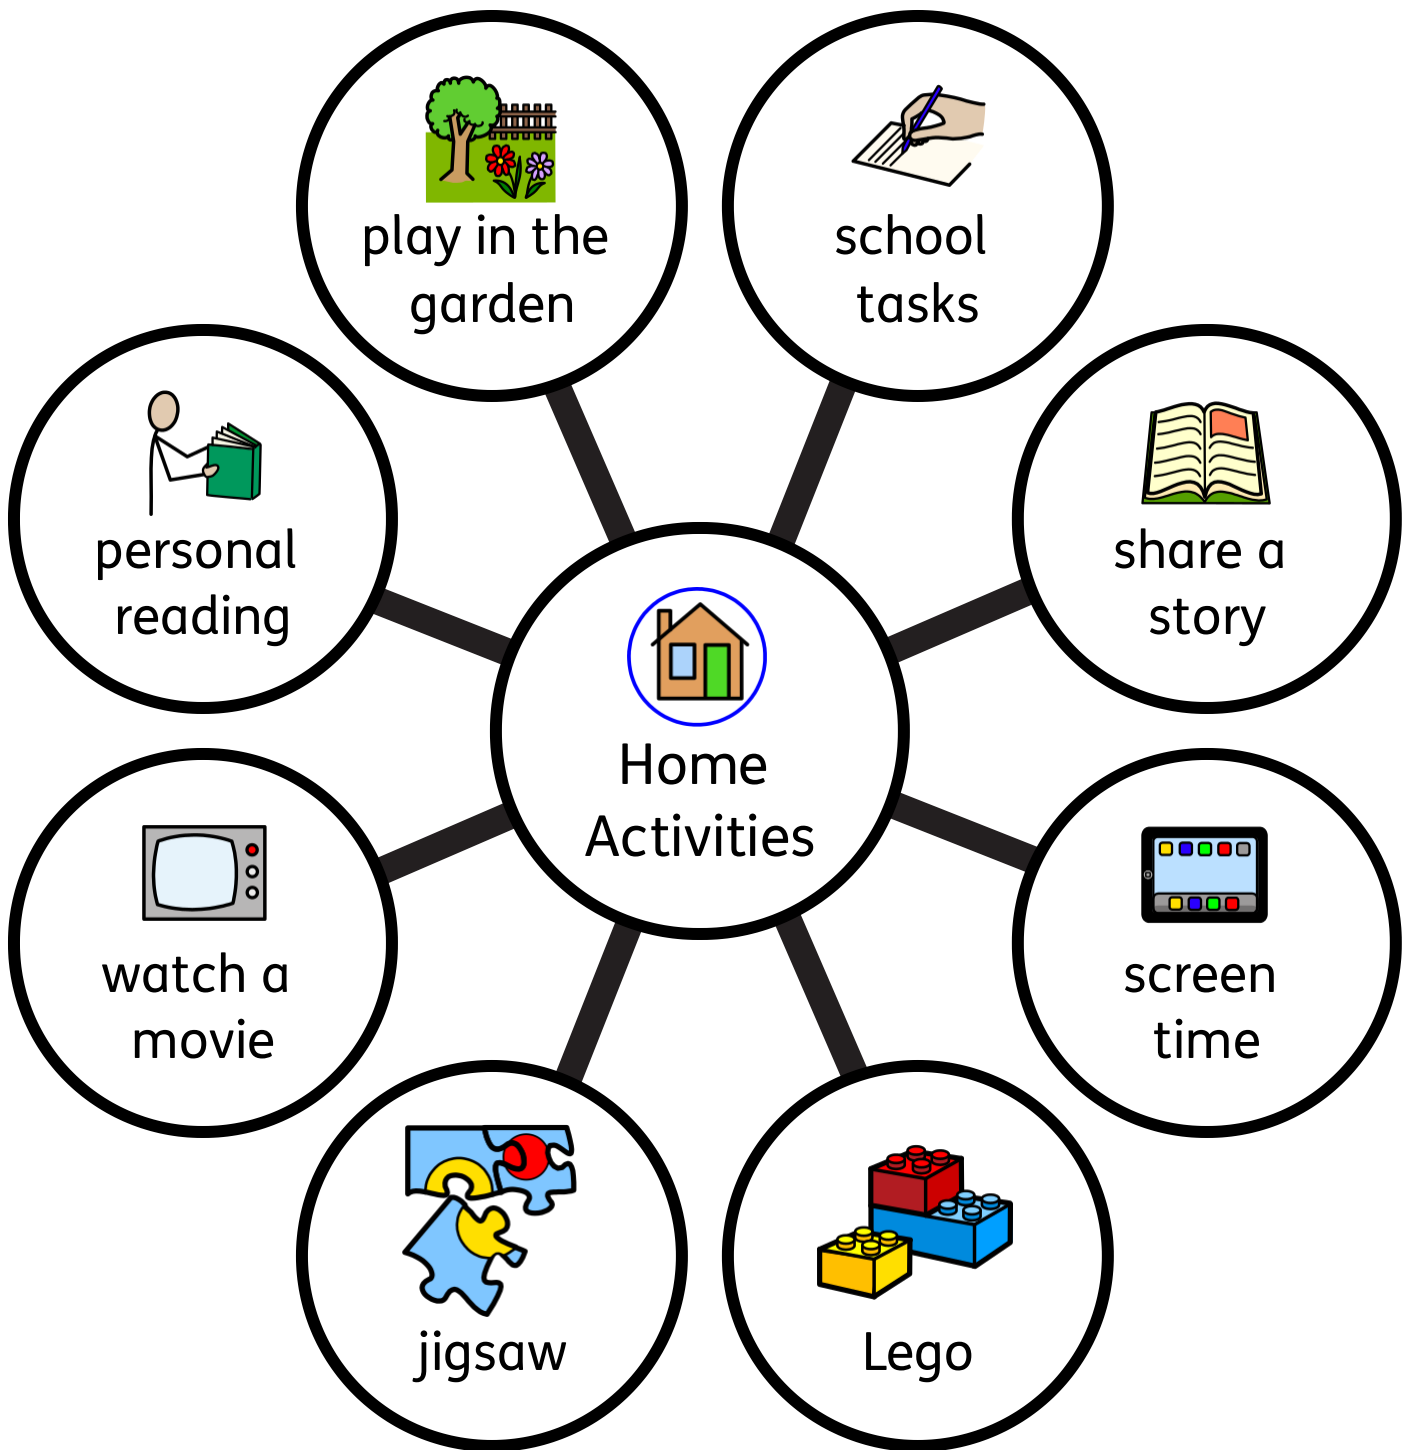 play in the
garden
school
tasks
personal
reading
share a
story
Home
Activities
watch a
movie
screen
time
jigsaw
Lego